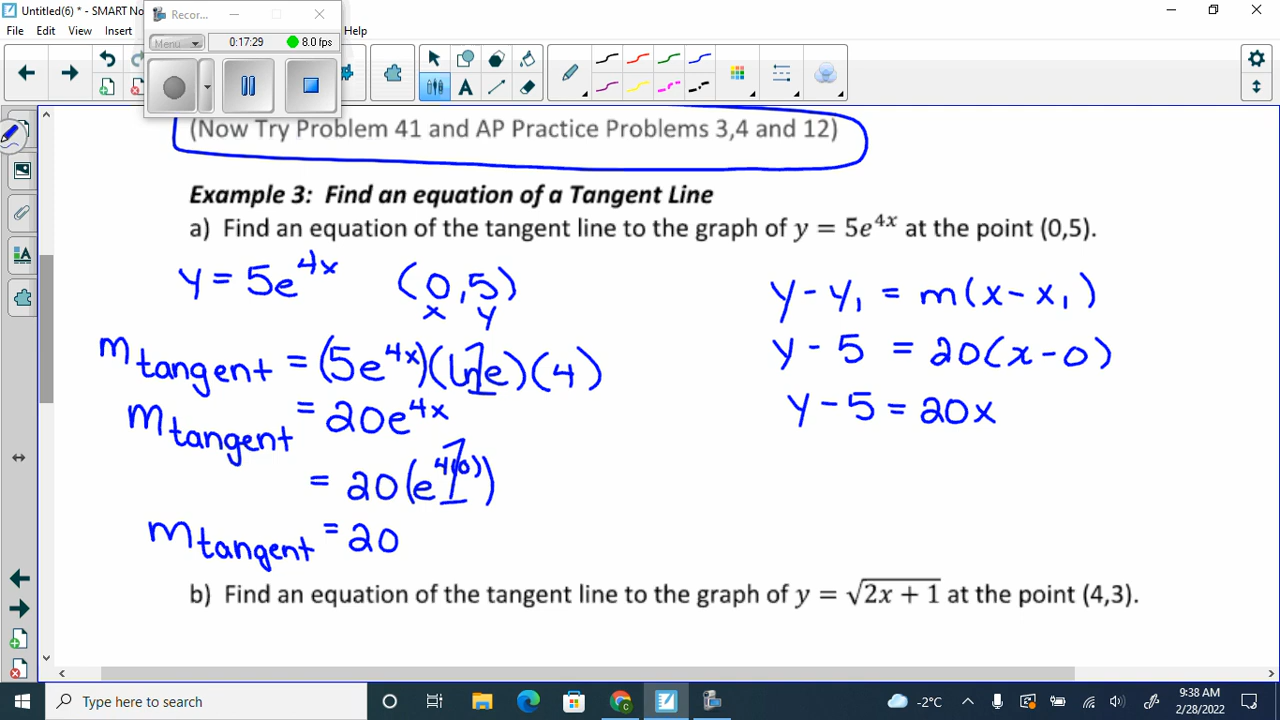 Untitled(6) * - SMART No
Recor...
File Edit View Insert
Help
Menu
0:17:29
8.0 fps
(Now Try Problem 41 and AP Practice Problems 3,4 and 12)
Example 3: Find an equation of a Tangent Line
a) Find an equation of the tangent line to the graph of y = 5e^{4x} at the point (0,5).
y = 5e^{4x} (0,5)
x y
m tangent = (5e^{4x})(ln e)(4)
1
m tangent = 20e^{4x}
= 20(e^{4(0)})
1
m tangent = 20
y - y₁ = m(x - x₁)
y - 5 = 20(x - 0)
y - 5 = 20x
b) Find an equation of the tangent line to the graph of y = √(2x + 1) at the point (4,3).
Type here to search
-2°C
9:38 AM
2/28/2022